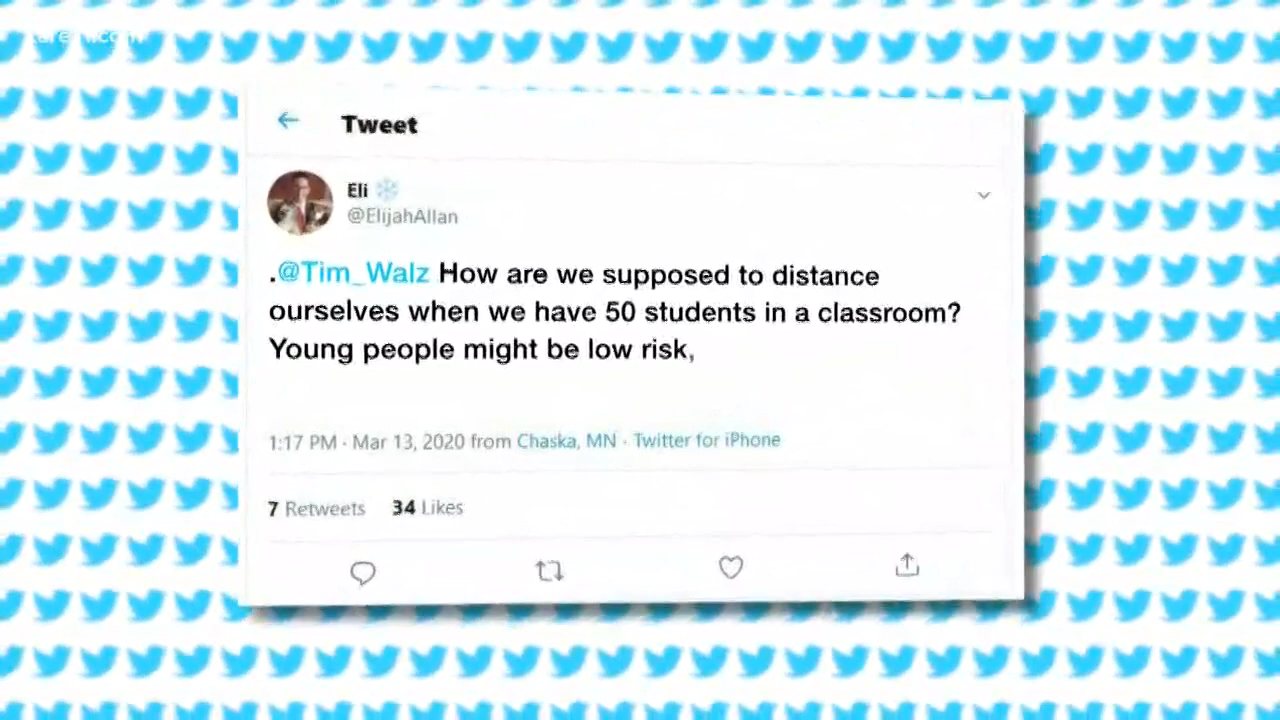 Tweet
Eli
@ElijahAllan
.@Tim_Walz How are we supposed to distance
ourselves when we have 50 students in a classroom?
Young people might be low risk,
1:17 PM · Mar 13, 2020 from Chaska, MN · Twitter for iPhone
7 Retweets 34 Likes